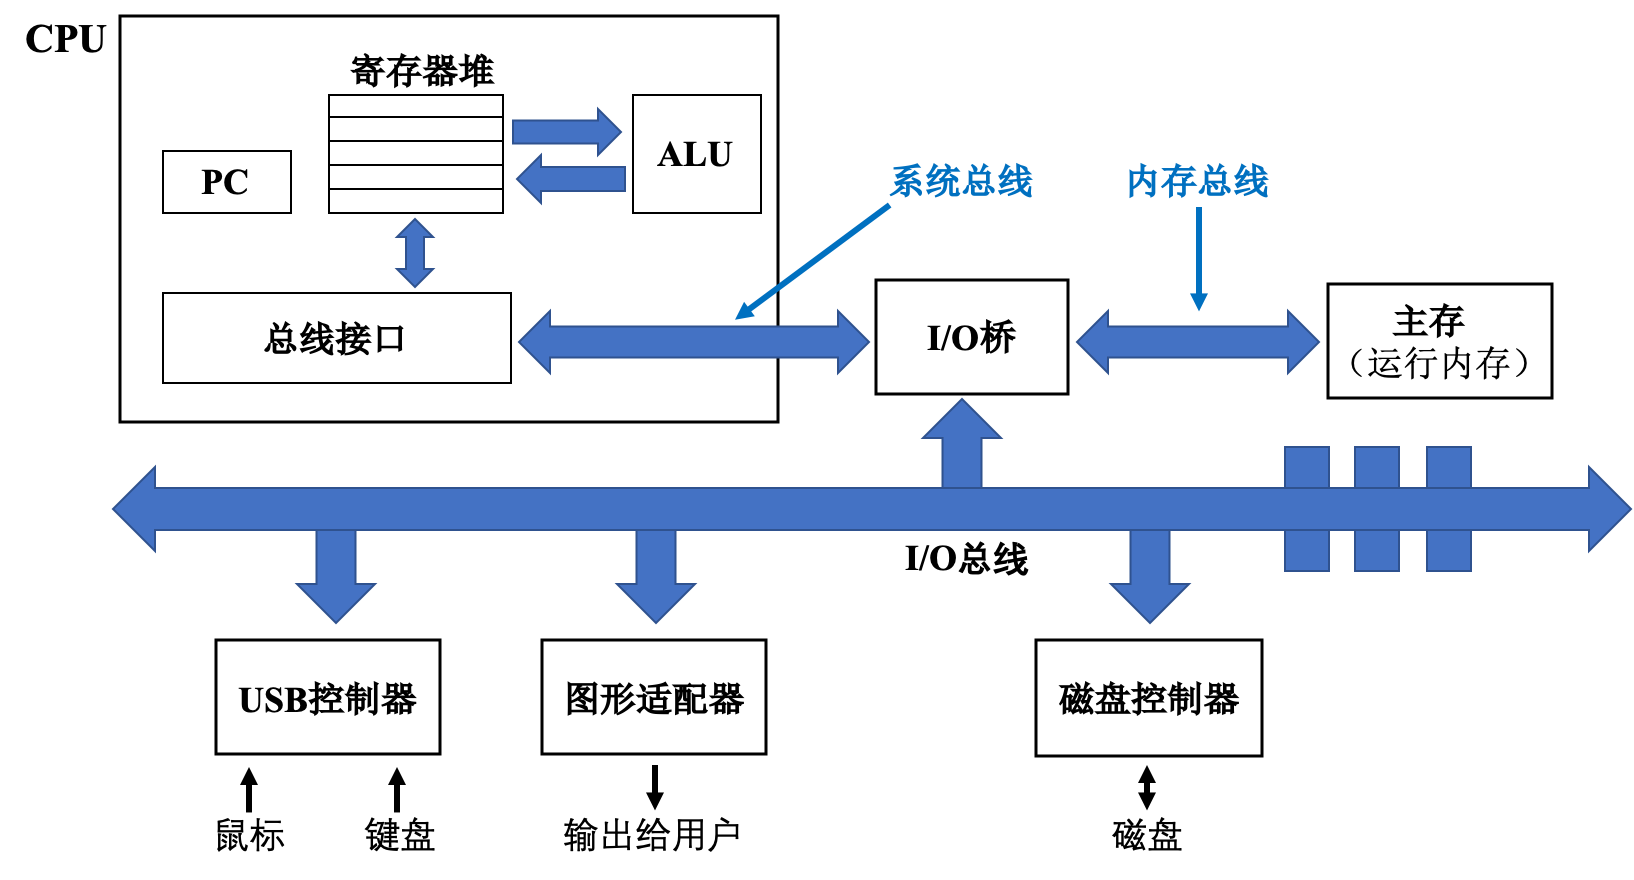 CPU
寄存器堆
PC
ALU
系统总线
内存总线
总线接口
I/O桥
主存
（运行内存）
I/O总线
USB控制器
图形适配器
磁盘控制器
鼠标
键盘
输出给用户
磁盘